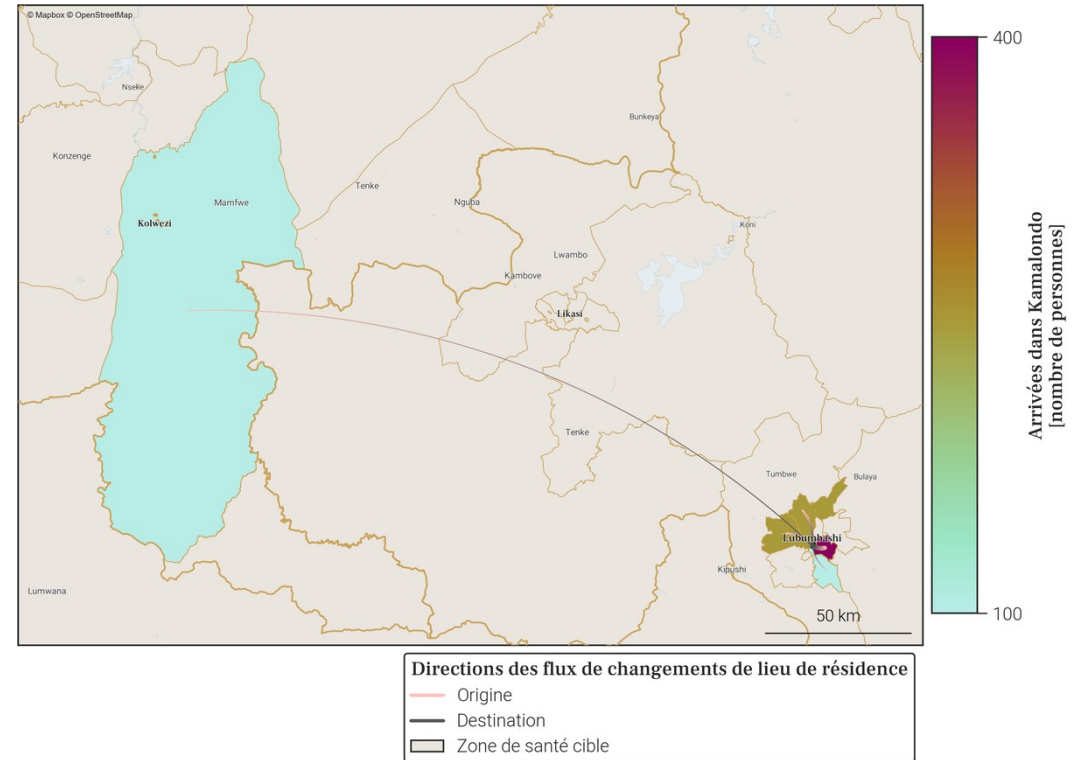 © Mapbox © OpenStreetMap
Nseke
Bunkeya
Konzenge
Tenke
Mamfwe
Nguba
Kolwezi
Koni
Lwambo
Kambove
Likasi
Tenke
Tumbwe
Bulaya
Lubumbashi
Kipushi
Lumwana
50 km
400
100
Arrivées dans Kamalondo
[nombre de personnes]
Directions des flux de changements de lieu de résidence
Origine
Destination
Zone de santé cible